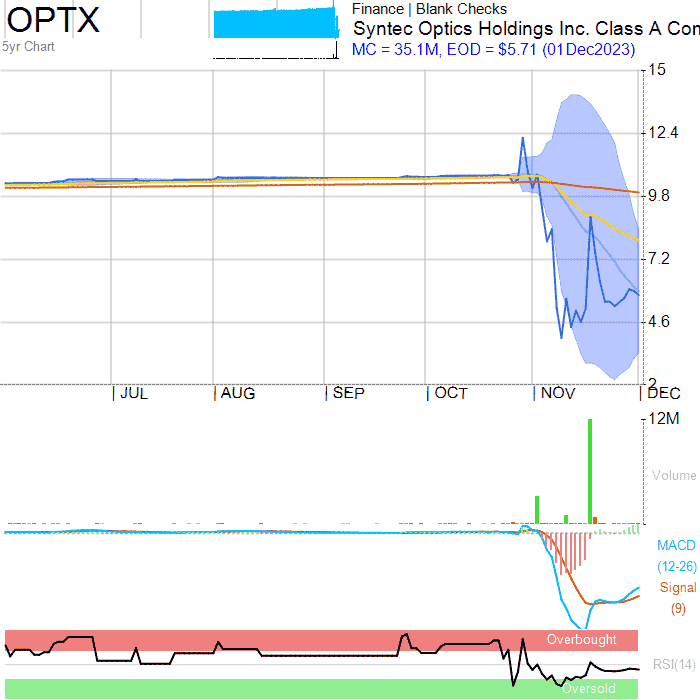 OPTX
5yr Chart
Finance | Blank Checks
Syntec Optics Holdings Inc. Class A Con
MC = 35.1M, EOD = $5.71 (01Dec2023)
15
12.4
9.8
7.2
4.6
2
JUL AUG SEP OCT NOV DEC
12M
Volume
MACD
(12-26)
Signal
(9)
Overbought
RSI(14)
Oversold